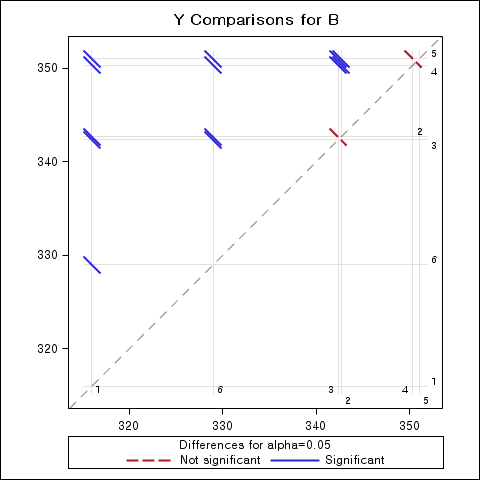 Y Comparisons for B
5
350
4
2
340
3
330
6
320
1
1 6 3 4
2 5
320 330 340 350
Differences for alpha=0.05
Not significant Significant